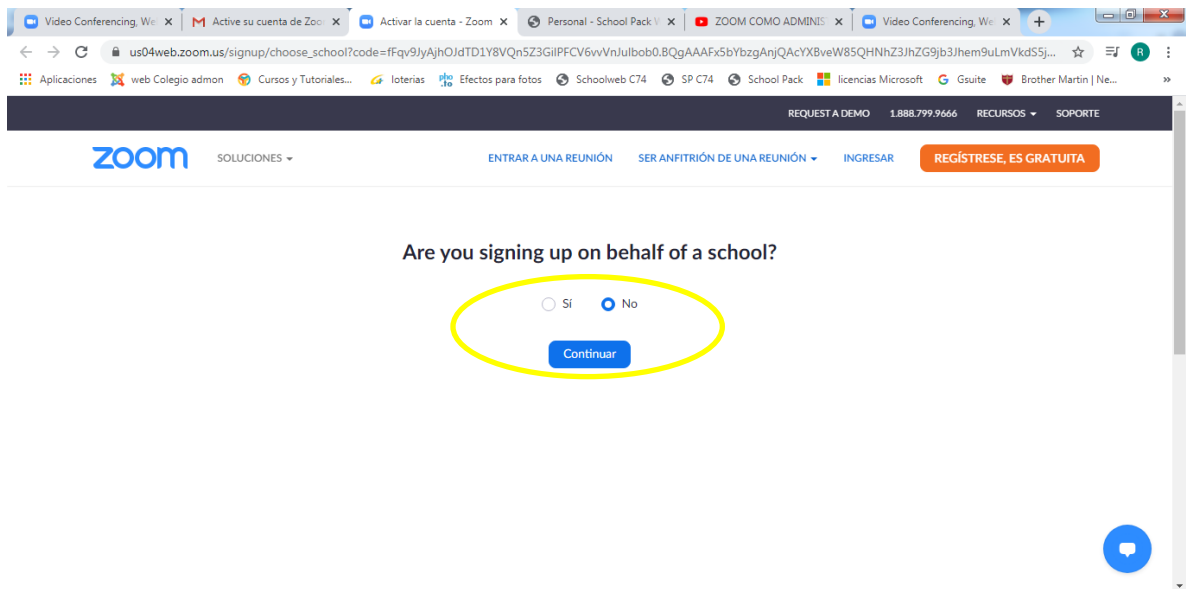 Video Conferencing, We
Active su cuenta de Zoo
Activar la cuenta - Zoom
Personal - School Pack
ZOOM COMO ADMINIS
Video Conferencing, We
us04web.zoom.us/signup/choose_school?code=
R
Aplicaciones
web Colegio admon
Cursos y Tutoriales...
loterias
pho.to
Efectos para fotos
Schoolweb C74
SP C74
School Pack
licencias Microsoft
G
Gsuite
Brother Martin | Ne...
»
REQUEST A DEMO 1.888.799.9666 RECURSOS SOPORTE
zoom SOLUCIONES ENTRAR A UNA REUNIÓN SER ANFITRIÓN DE UNA REUNIÓN INGRESAR REGÍSTRESE, ES GRATUITA
Are you signing up on behalf of a school?
Sí No
Continuar